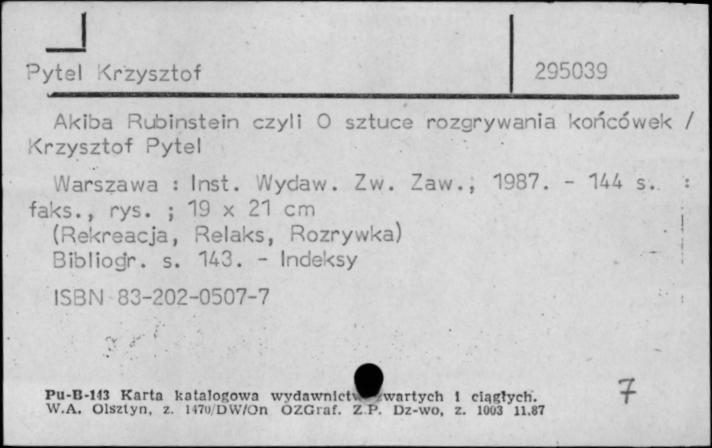 Pytel Krzysztof 295039
Akiba Rubinstein czyli O sztuce rozgrywania końcówek /
Krzysztof Pytel
Warszawa : Inst. Wydaw. Zw. Zaw., 1987. - 144 s. :
faks., rys. ; 19 x 21 cm
(Rekreacja, Relaks, Rozrywka)
Bibliogr. s. 143. - Indeksy
ISBN 83-202-0507-7
7
Pu-B-143 Karta katalogowa wydawnictw zwartych i ciągłych.
W.A. Olsztyn, z. 1470/DW/On OZGraf. Z.P. Dz-wo, z. 1003 11.87